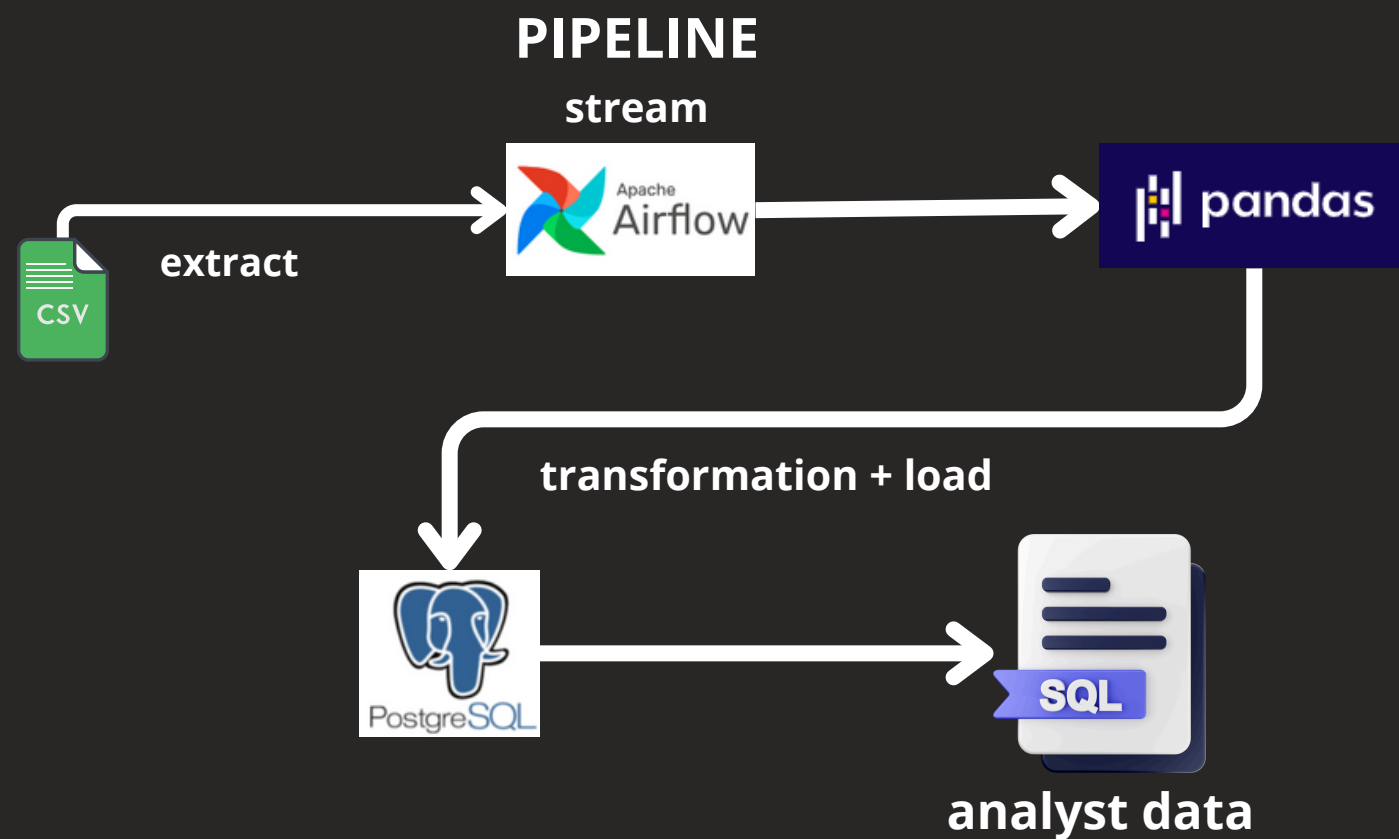 PIPELINE
stream
Apache
Airflow
pandas
extract
CSV
transformation + load
PostgreSQL
SQL
analyst data